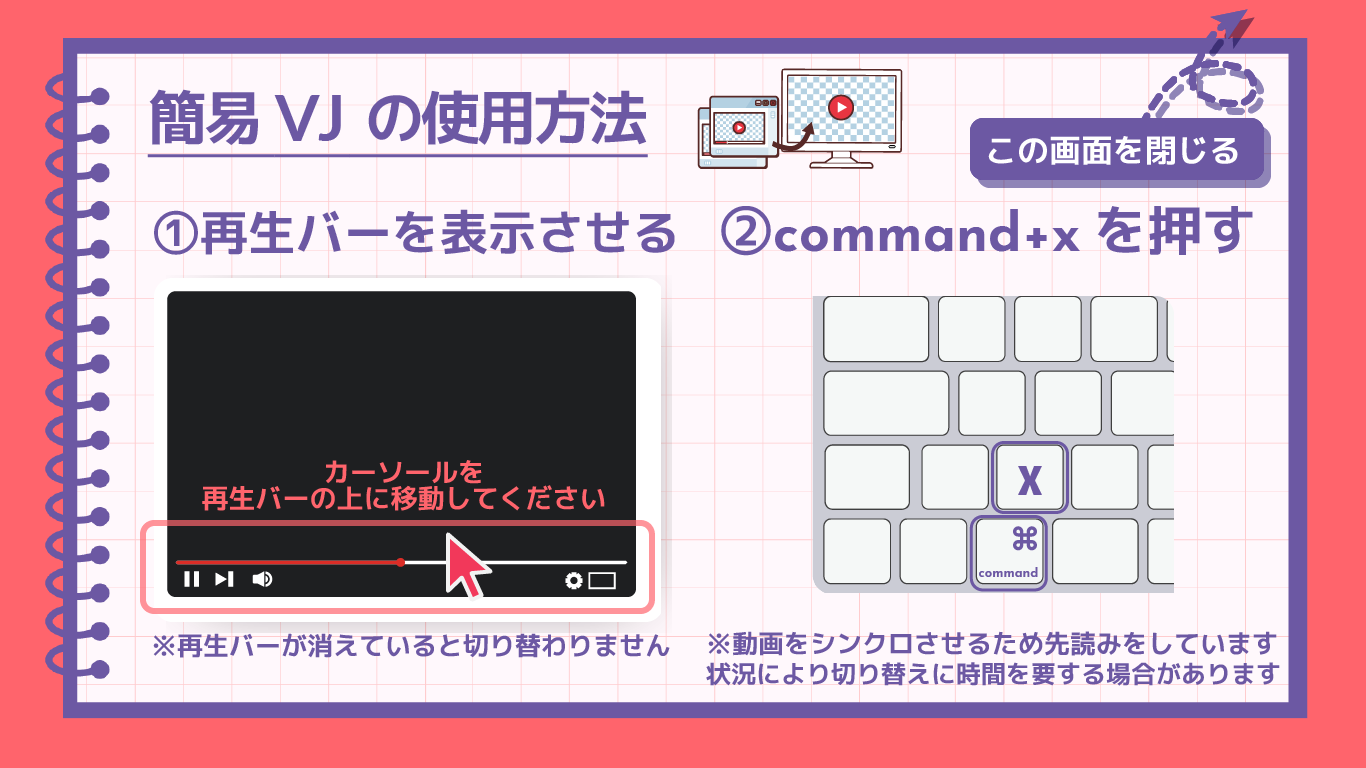 簡易 VJ の使用方法
この画面を閉じる
①再生バーを表示させる
②command+x を押す
カーソールを
再生バーの上に移動してください
X
⌘
command
※再生バーが消えていると切り替わりません
※動画をシンクロさせるため先読みをしています
状況により切り替えに時間を要する場合があります